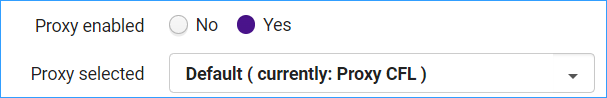 Proxy enabled No Yes
Proxy selected Default ( currently: Proxy CFL )